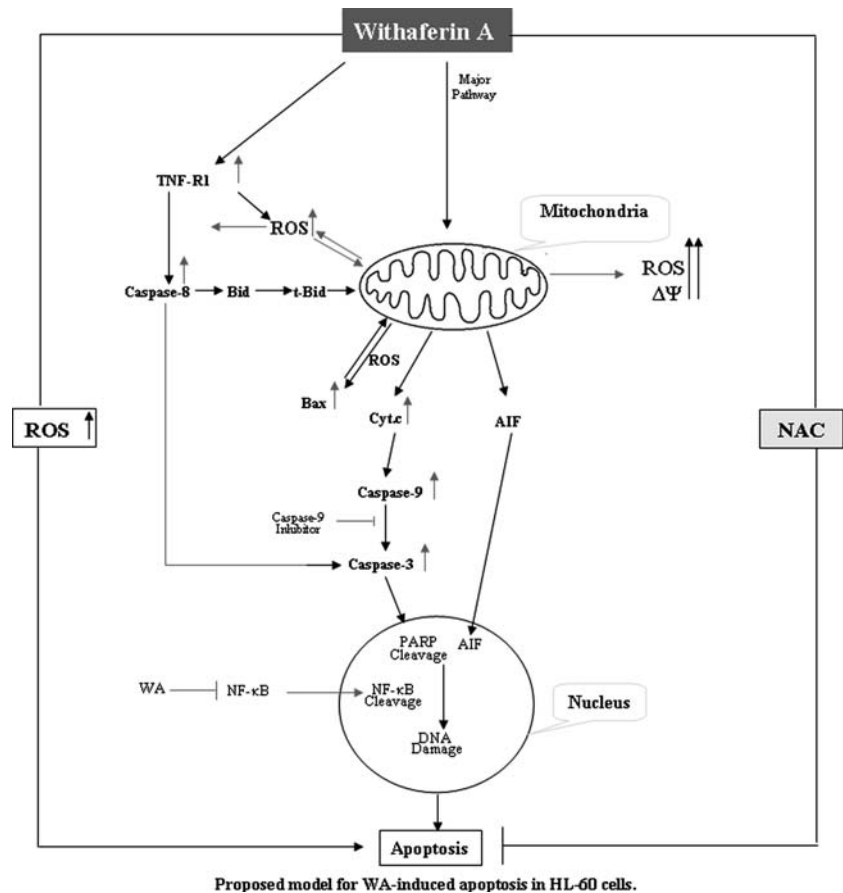 Withaferin A
Major
Pathway
TNF-R1
ROS
Mitochondria
ROS
ΔΨ
Caspase-8
Bid
t-Bid
ROS
Bax
Cyt.c
AIF
ROS
NAC
Caspase-9
Caspase-9
Inhibitor
Caspase-3
PARP
Cleavage
AIF
WA
NF-κB
NF-κB
Cleavage
Nucleus
DNA
Damage
Apoptosis
Proposed model for WA-induced apoptosis in HL-60 cells.